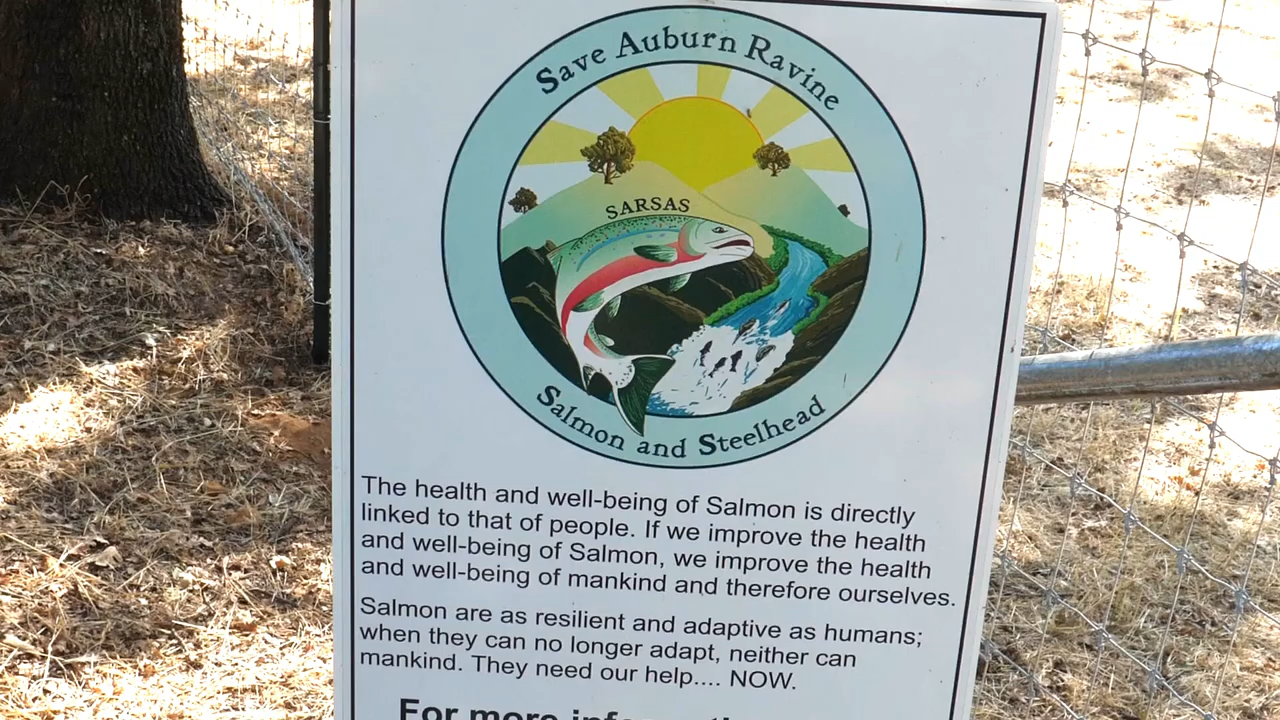 Save Auburn Ravine
SARSAS
Salmon and Steelhead
The health and well-being of Salmon is directly
linked to that of people. If we improve the health
and well-being of Salmon, we improve the health
and well-being of mankind and therefore ourselves.
Salmon are as resilient and adaptive as humans;
when they can no longer adapt, neither can
mankind. They need our help.... NOW.
For more